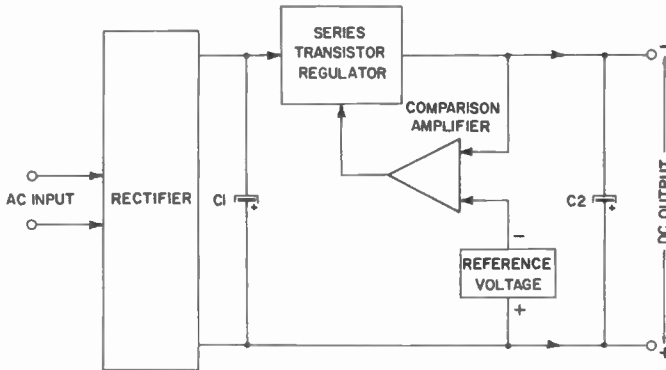 SERIES
TRANSISTOR
REGULATOR
COMPARISON
AMPLIFIER
AC INPUT
RECTIFIER
C1
+
C2
+
-
REFERENCE
VOLTAGE
+
-
DC OUTPUT
+